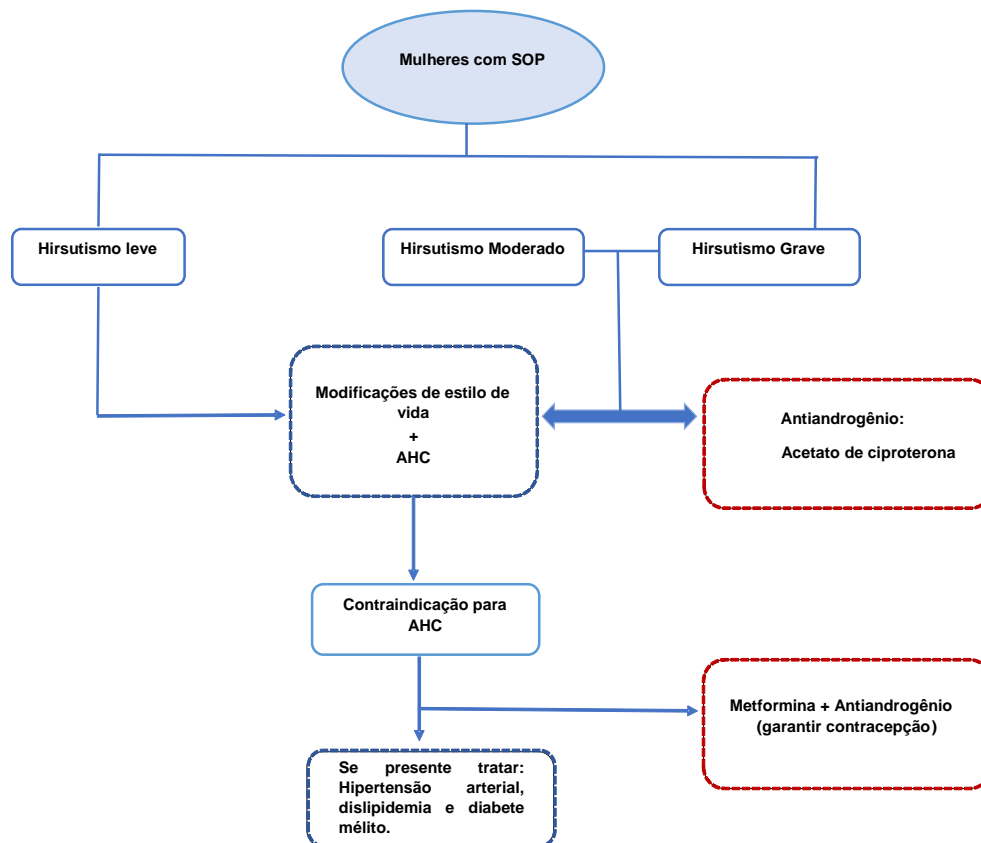 Mulheres com SOP
Hirsutismo leve
Hirsutismo Moderado
Hirsutismo Grave
Modificações de estilo de
vida
+
AHC
Antiandrogênio:
Acetato de ciproterona
Contraindicação para
AHC
Metformina + Antiandrogênio
(garantir contracepção)
Se presente tratar:
Hipertensão arterial,
dislipidemia e diabete
mélito.